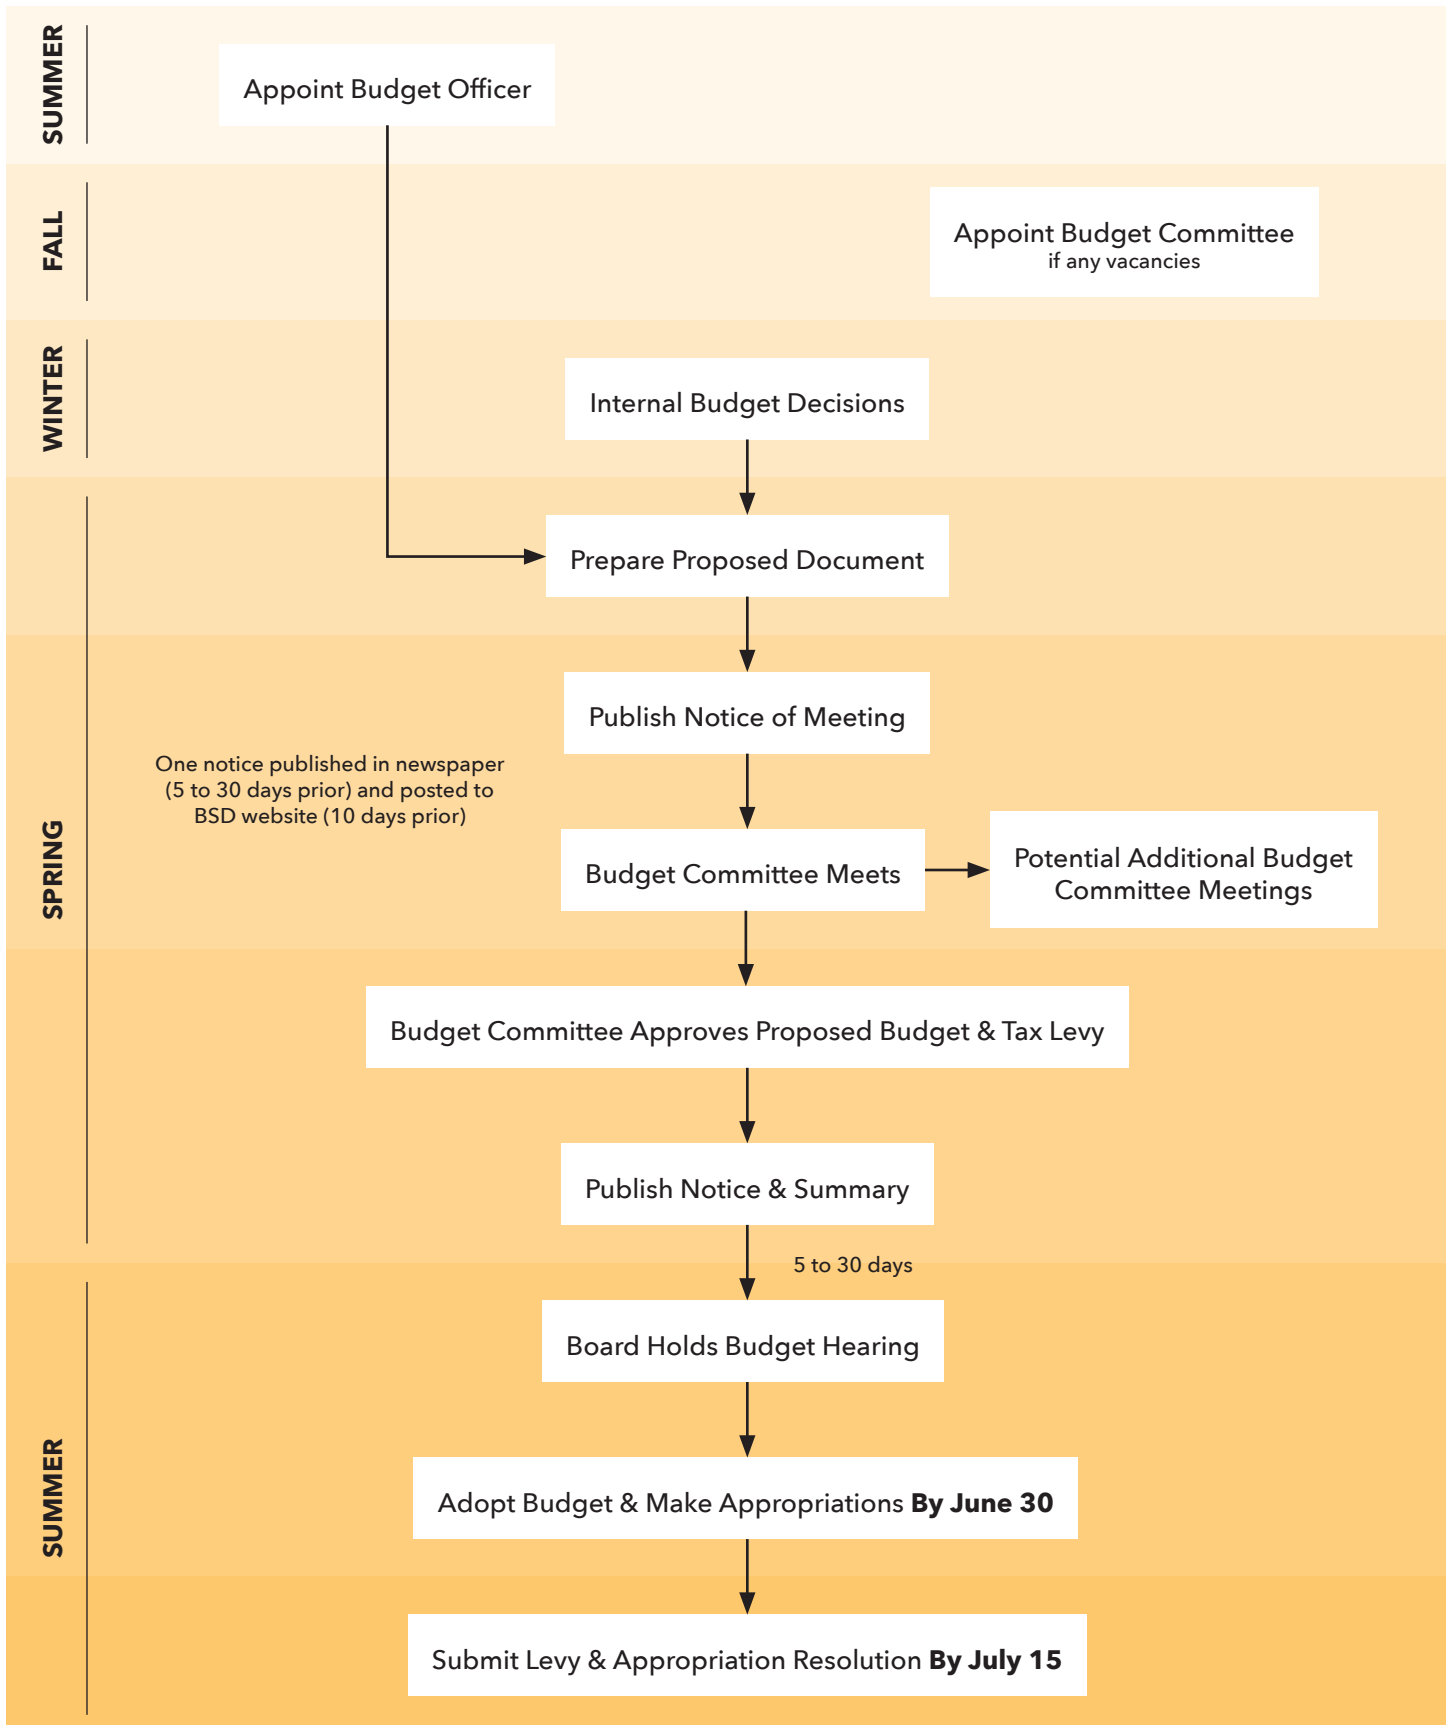 SUMMER
Appoint Budget Officer
FALL
Appoint Budget Committee
if any vacancies
WINTER
Internal Budget Decisions
SPRING
Prepare Proposed Document
Publish Notice of Meeting
One notice published in newspaper
(5 to 30 days prior) and posted to
BSD website (10 days prior)
Budget Committee Meets
Potential Additional Budget
Committee Meetings
Budget Committee Approves Proposed Budget & Tax Levy
Publish Notice & Summary
5 to 30 days
SUMMER
Board Holds Budget Hearing
Adopt Budget & Make Appropriations By June 30
Submit Levy & Appropriation Resolution By July 15